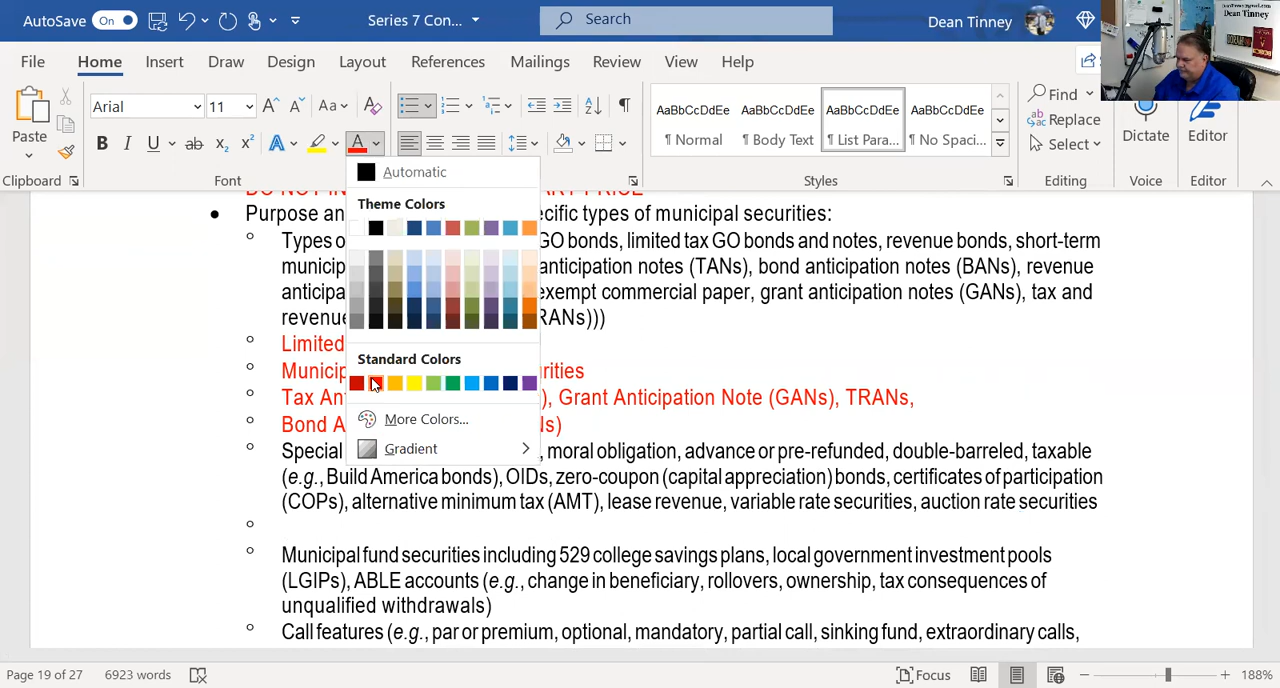 AutoSave On Series 7 Con... Search Dean Tinney
Dean Tinney
File Home Insert Draw Design Layout References Mailings Review View Help
Paste Arial 11 Aa A
AaBbCcDdEe AaBbCcDdEe AaBbCcDdEe AaBbCcDdEe
¶ Normal ¶ Body Text ¶ List Para... ¶ No Spaci...
Find
Replace
Select
Dictate Editor
B I U ab x₂ x² A A
Clipboard Font Styles Editing Voice Editor
Automatic
Theme Colors
Standard Colors
More Colors...
Gradient
Purpose an ecific types of municipal securities:
Types o GO bonds, limited tax GO bonds and notes, revenue bonds, short-term
munici anticipation notes (TANs), bond anticipation notes (BANs), revenue
anticipa exempt commercial paper, grant anticipation notes (GANs), tax and
revenu RANs)))
Limited
Municip urities
Tax An ), Grant Anticipation Note (GANs), TRANs,
Bond A s)
Special , moral obligation, advance or pre-refunded, double-barreled, taxable
(e.g., Build America bonds), OIDs, zero-coupon (capital appreciation) bonds, certificates of participation
(COPs), alternative minimum tax (AMT), lease revenue, variable rate securities, auction rate securities
Municipal fund securities including 529 college savings plans, local government investment pools
(LGIPs), ABLE accounts (e.g., change in beneficiary, rollovers, ownership, tax consequences of
unqualified withdrawals)
Call features (e.g., par or premium, optional, mandatory, partial call, sinking fund, extraordinary calls,
Page 19 of 27 6923 words Focus 188%